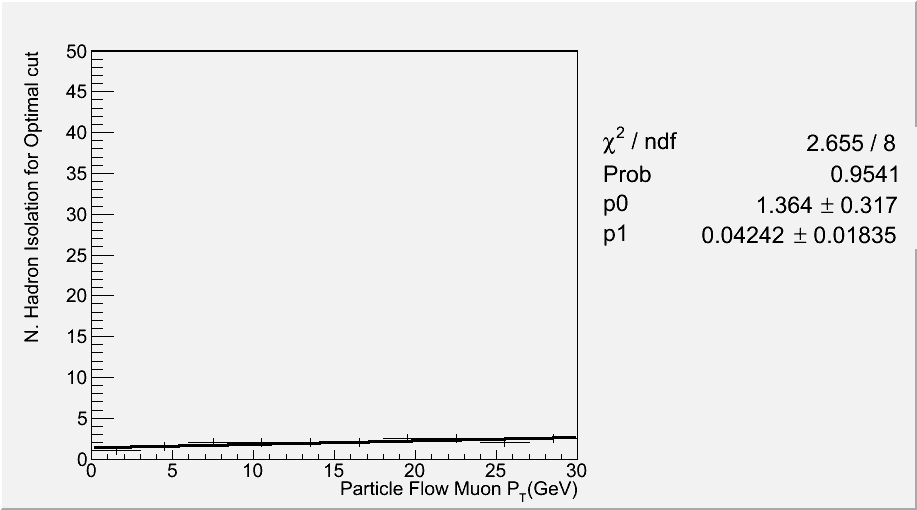 N. Hadron Isolation for Optimal cut
50
45
40
35
30
25
20
15
10
5
0
0 5 10 15 20 25 30
Particle Flow Muon P_T(GeV)
χ² / ndf 2.655 / 8
Prob 0.9541
p0 1.364 ± 0.317
p1 0.04242 ± 0.01835